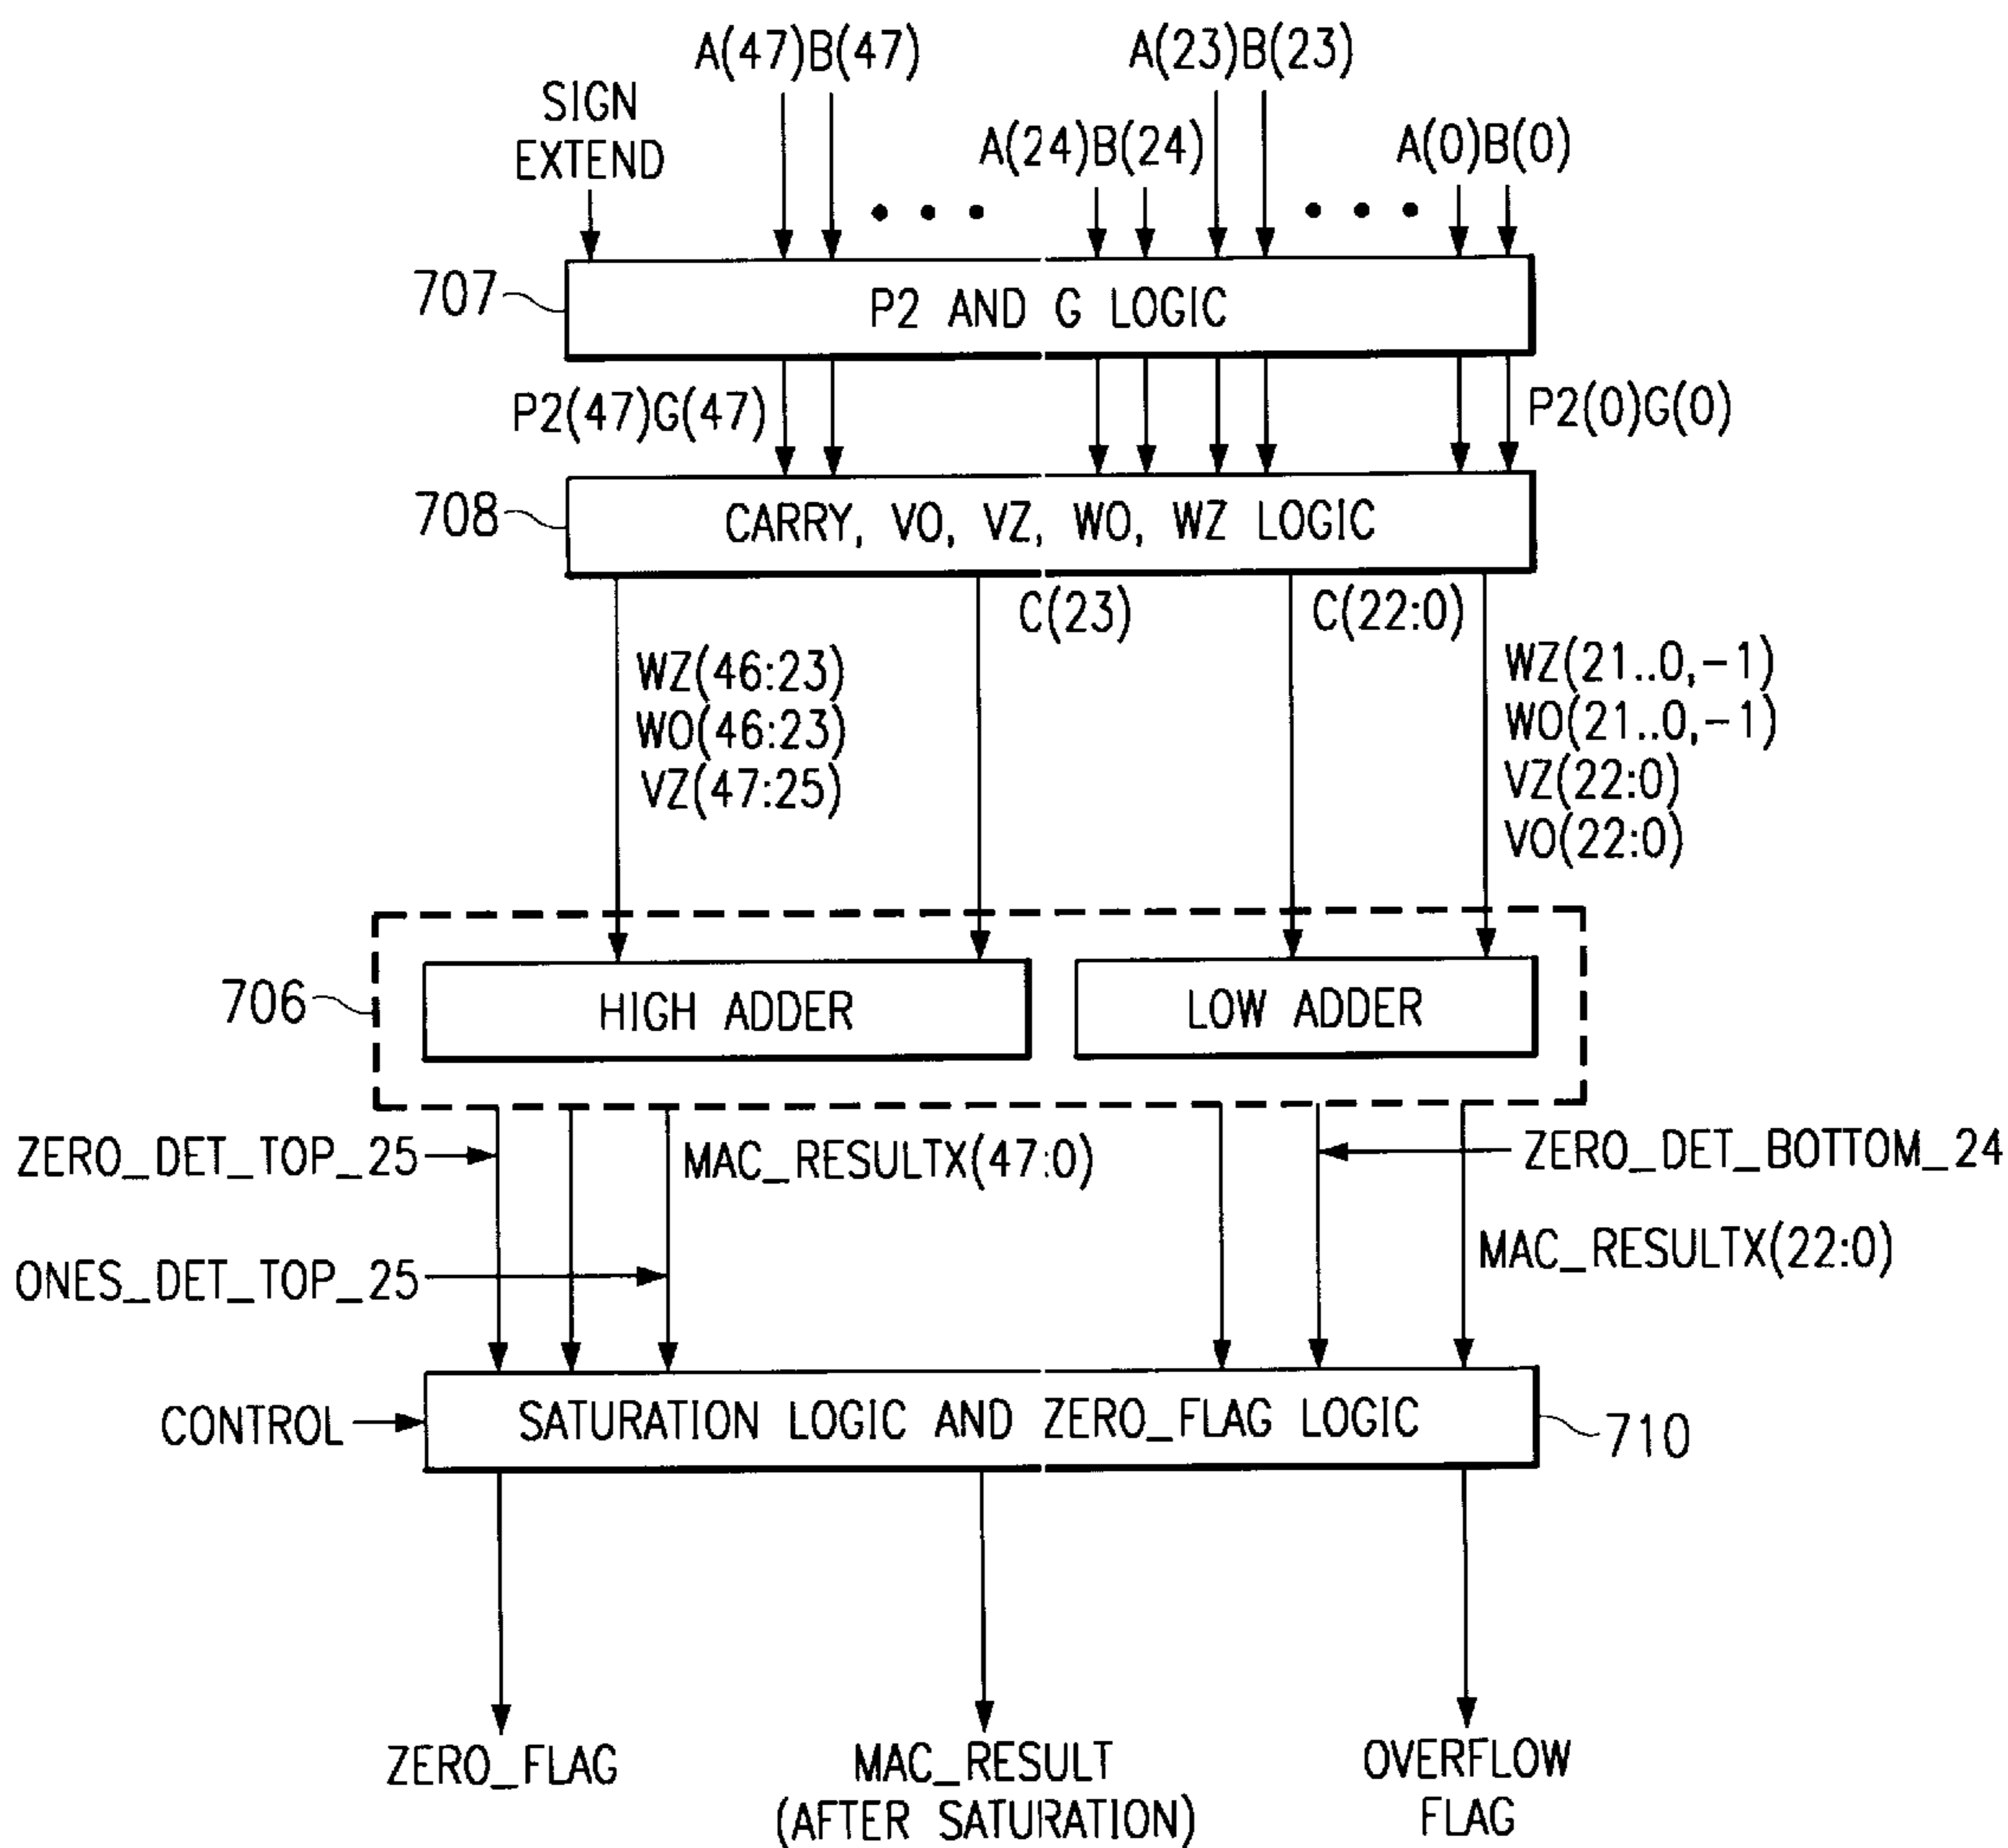 A(47)B(47)
A(23)B(23)
SIGN
EXTEND
A(24)B(24)
A(0)B(0)
707
P2 AND G LOGIC
P2(47)G(47)
P2(0)G(0)
708
CARRY, VO, VZ, WO, WZ LOGIC
C(23)
C(22:0)
WZ(46:23)
WO(46:23)
VZ(47:25)
WZ(21..0,-1)
WO(21..0,-1)
VZ(22:0)
VO(22:0)
706
HIGH ADDER
LOW ADDER
ZERO_DET_TOP_25
MAC_RESULTX(47:0)
ZERO_DET_BOTTOM_24
ONES_DET_TOP_25
MAC_RESULTX(22:0)
CONTROL
SATURATION LOGIC AND ZERO_FLAG LOGIC
710
ZERO_FLAG
MAC_RESULT
(AFTER SATURATION)
OVERFLOW
FLAG